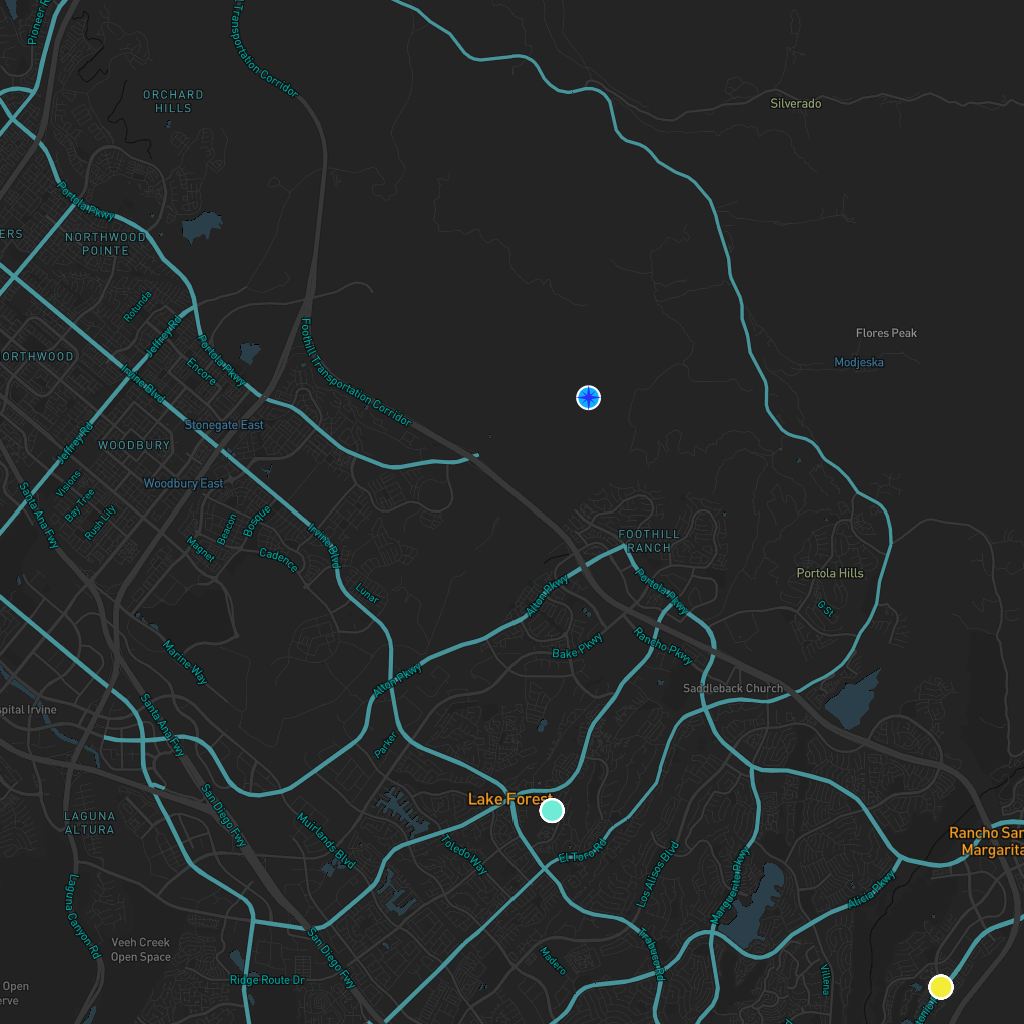 Pioneer R
l Transportation Corridor
ORCHARD
HILLS
Silverado
Portola Pkwy
ERS
NORTHWOOD
POINTE
Rotunda
Jeffrey Rd
Foothill Transportation Corridor
Flores Peak
Modjeska
ORTHWOOD
Irvine Blvd
Encore
Portola Pkwy
Stonegate East
WOODBURY
Jeffrey Rd
Woodbury East
Visions
Bay Tree
Rush Lily
Santa Ana Fwy
Beacon
Bosque
Magnet
Cadence
Irvine Blvd
Lunar
FOOTHILL
RANCH
Portola Hills
Alton Pkwy
Portola Pkwy
G St
Bake Pkwy
Rancho Pkwy
Marine Way
Alton Pkwy
Saddleback Church
spital Irvine
Santa Ana Fwy
Parker
Lake Forest
San Diego Fwy
LAGUNA
ALTURA
Muirlands Blvd
Toledo Way
El Toro Rd
Los Alisos Blvd
Marguerite Pkwy
Alicia Pkwy
Rancho San
Margarita
Laguna Canyon Rd
Veeh Creek
Open Space
San Diego Fwy
Ridge Route Dr
Madero
Trabuco Rd
Villena
Open
erve